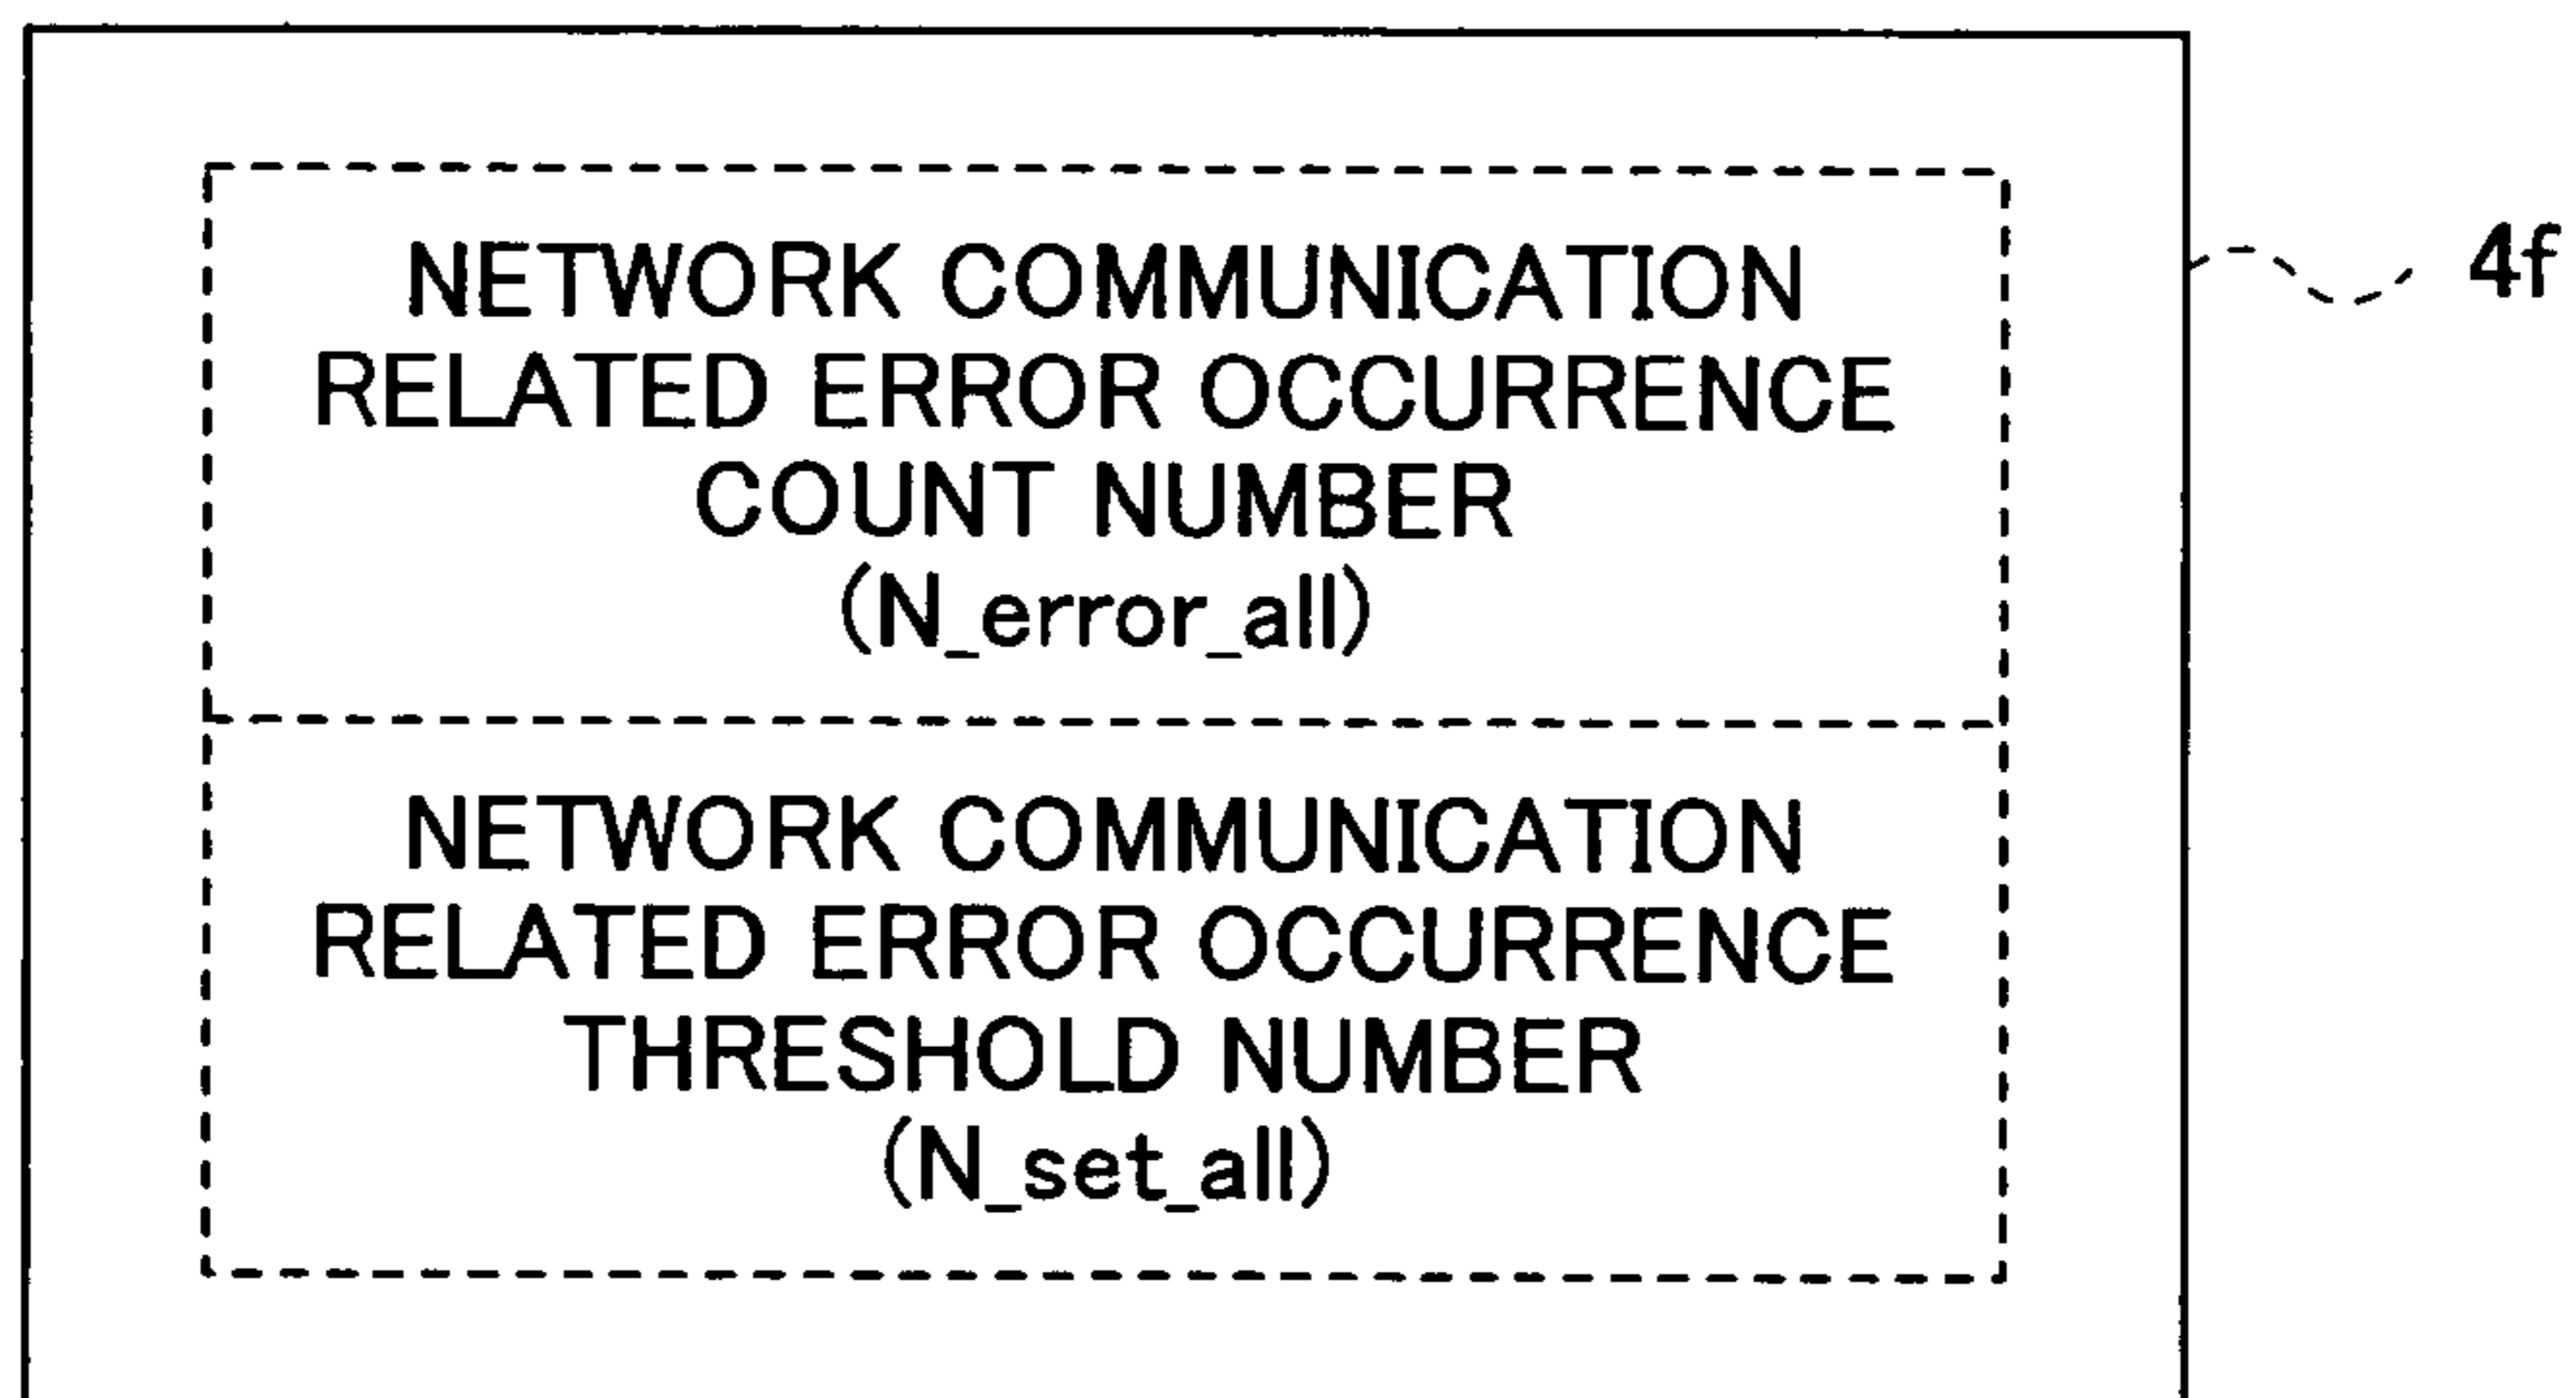 NETWORK COMMUNICATION
RELATED ERROR OCCURRENCE
COUNT NUMBER
(N_error_all)
4f
NETWORK COMMUNICATION
RELATED ERROR OCCURRENCE
THRESHOLD NUMBER
(N_set_all)